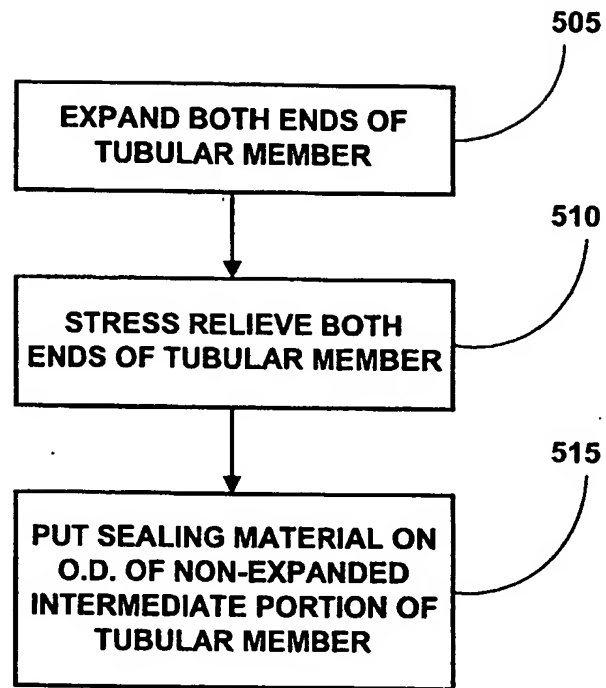 505
EXPAND BOTH ENDS OF
TUBULAR MEMBER
510
STRESS RELIEVE BOTH
ENDS OF TUBULAR MEMBER
515
PUT SEALING MATERIAL ON
O.D. OF NON-EXPANDED
INTERMEDIATE PORTION OF
TUBULAR MEMBER